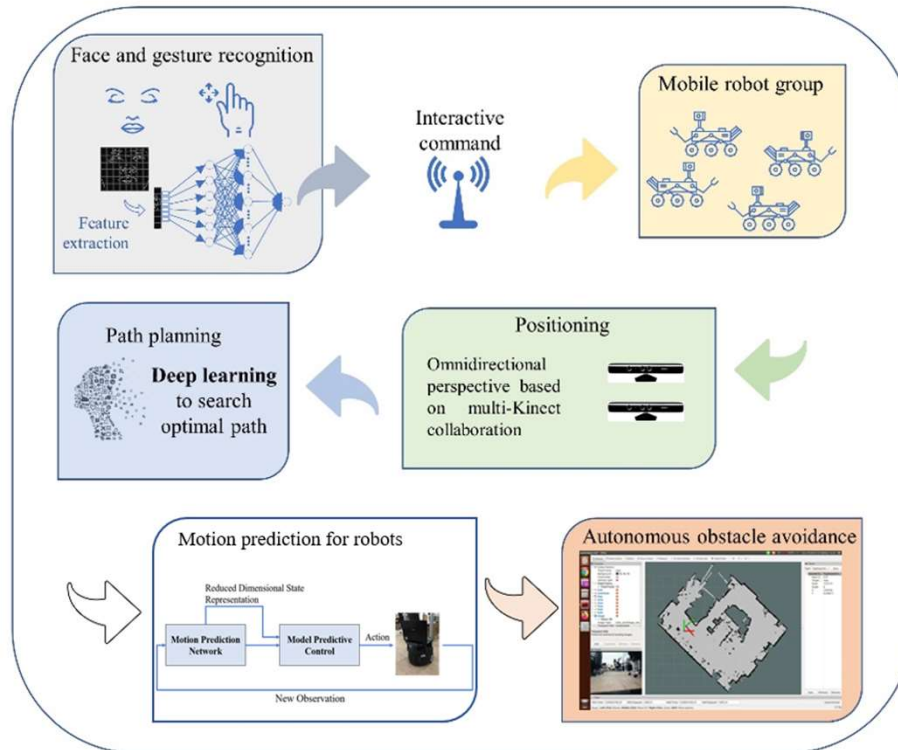 Face and gesture recognition
Feature
extraction
Interactive
command
Mobile robot group
Path planning
Deep learning
to search
optimal path
Positioning
Omnidirectional
perspective based
on multi-Kinect
collaboration
Motion prediction for robots
Reduced Dimensional State
Representation
Motion Prediction
Network
Model Predictive
Control
Action
New Observation
Autonomous obstacle avoidance